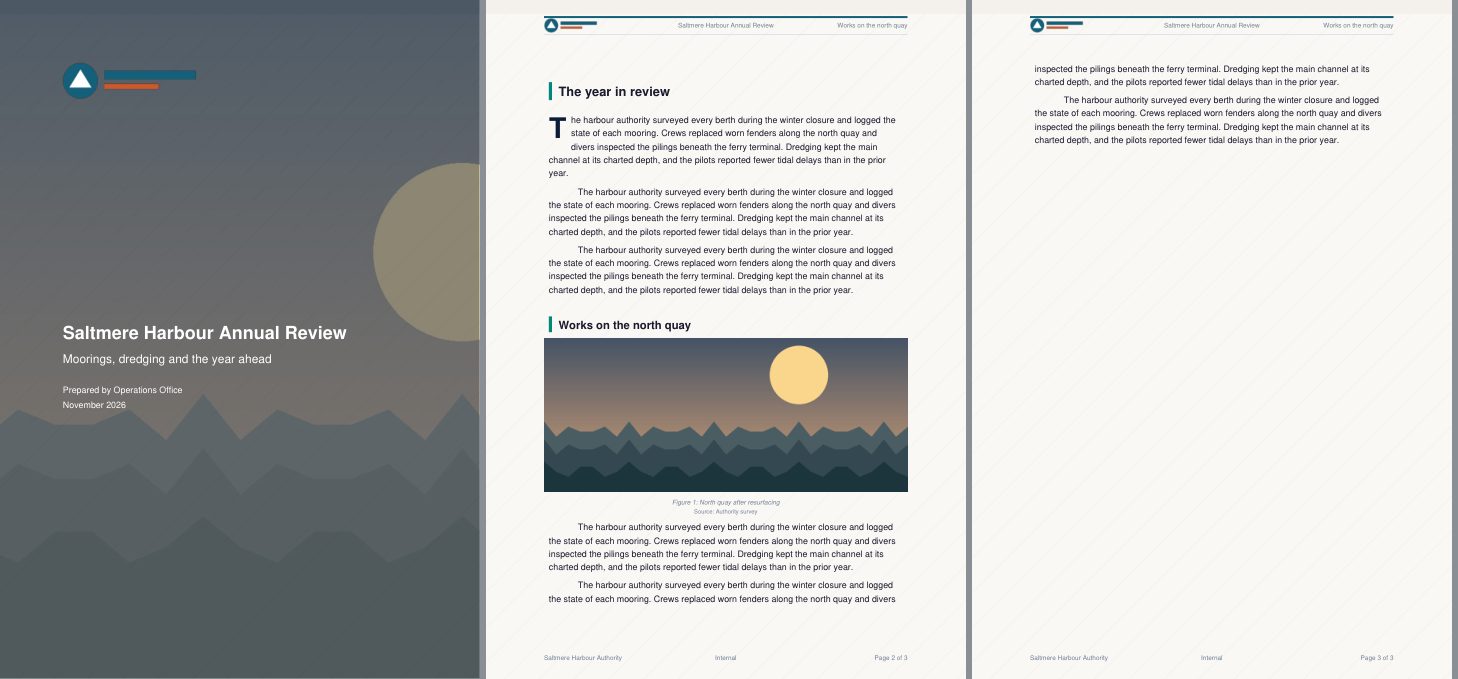 Saltmere Harbour Annual Review
Moorings, dredging and the year ahead
Prepared by Operations Office
November 2026
Saltmere Harbour Annual Review
Works on the north quay
The year in review
The harbour authority surveyed every berth during the winter closure and logged the
state of each mooring. Crews replaced worn fenders along the north quay and
divers inspected the pilings beneath the ferry terminal. Dredging kept the main
channel at its charted depth, and the pilots reported fewer tidal delays than in the prior
year.
The harbour authority surveyed every berth during the winter closure and logged
the state of each mooring. Crews replaced worn fenders along the north quay and divers
inspected the pilings beneath the ferry terminal. Dredging kept the main channel at its
charted depth, and the pilots reported fewer tidal delays than in the prior year.
The harbour authority surveyed every berth during the winter closure and logged
the state of each mooring. Crews replaced worn fenders along the north quay and divers
inspected the pilings beneath the ferry terminal. Dredging kept the main channel at its
charted depth, and the pilots reported fewer tidal delays than in the prior year.
Works on the north quay
Figure 1: North quay after resurfacing
Source: Authority survey
The harbour authority surveyed every berth during the winter closure and logged
the state of each mooring. Crews replaced worn fenders along the north quay and divers
inspected the pilings beneath the ferry terminal. Dredging kept the main channel at its
charted depth, and the pilots reported fewer tidal delays than in the prior year.
The harbour authority surveyed every berth during the winter closure and logged
the state of each mooring. Crews replaced worn fenders along the north quay and divers
Saltmere Harbour Authority
Internal
Page 2 of 3
Saltmere Harbour Annual Review
Works on the north quay
inspected the pilings beneath the ferry terminal. Dredging kept the main channel at its
charted depth, and the pilots reported fewer tidal delays than in the prior year.
The harbour authority surveyed every berth during the winter closure and logged
the state of each mooring. Crews replaced worn fenders along the north quay and divers
inspected the pilings beneath the ferry terminal. Dredging kept the main channel at its
charted depth, and the pilots reported fewer tidal delays than in the prior year.
Saltmere Harbour Authority
Internal
Page 3 of 3